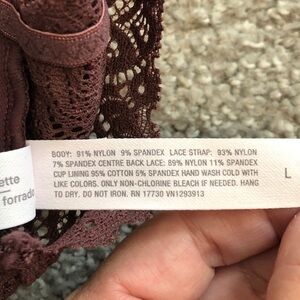 BODY: 91% NYLON 9% SPANDEX LACE STRAP: 93% NYLON
7% SPANDEX CENTRE BACK LACE: 89% NYLON 11% SPANDEX
CUP LINING 95% COTTON 5% SPANDEX HAND WASH COLD WITH
LIKE COLORS. ONLY NON-CHLORINE BLEACH IF NEEDED. HANG
TO DRY. DO NOT IRON. RN 17730 VN1293913
L
ette
forrado